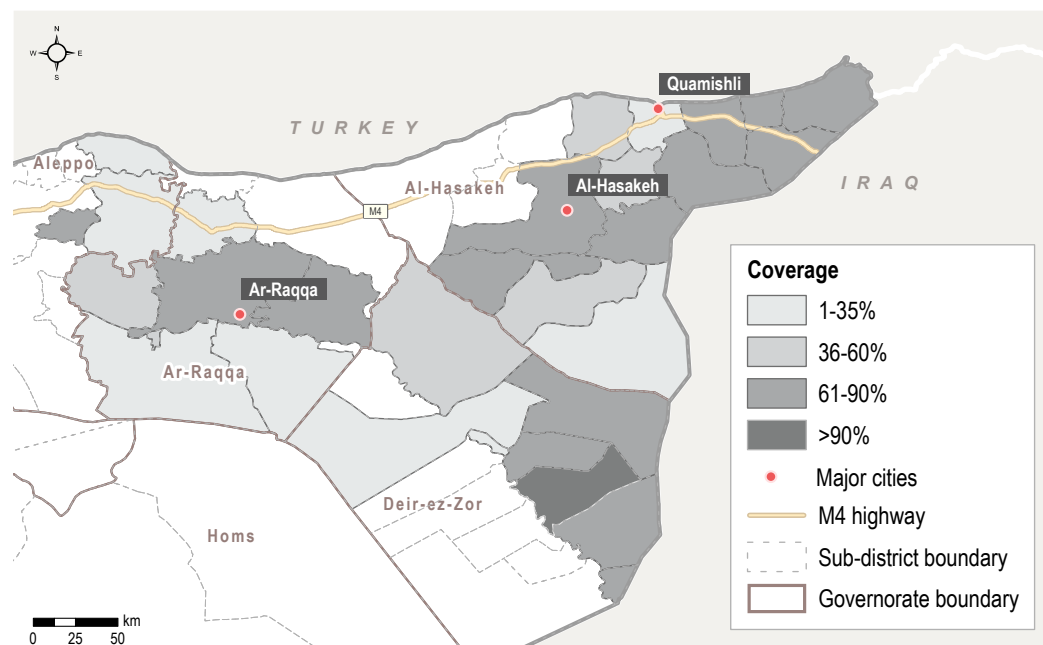 N
W E
S
TURKEY
Quamishli
Aleppo
Al-Hasakeh
Al-Hasakeh
IRAQ
M4
Ar-Raqqa
Ar-Raqqa
Deir-ez-Zor
Homs
Coverage
1-35%
36-60%
61-90%
>90%
Major cities
M4 highway
Sub-district boundary
Governorate boundary
km
0 25 50